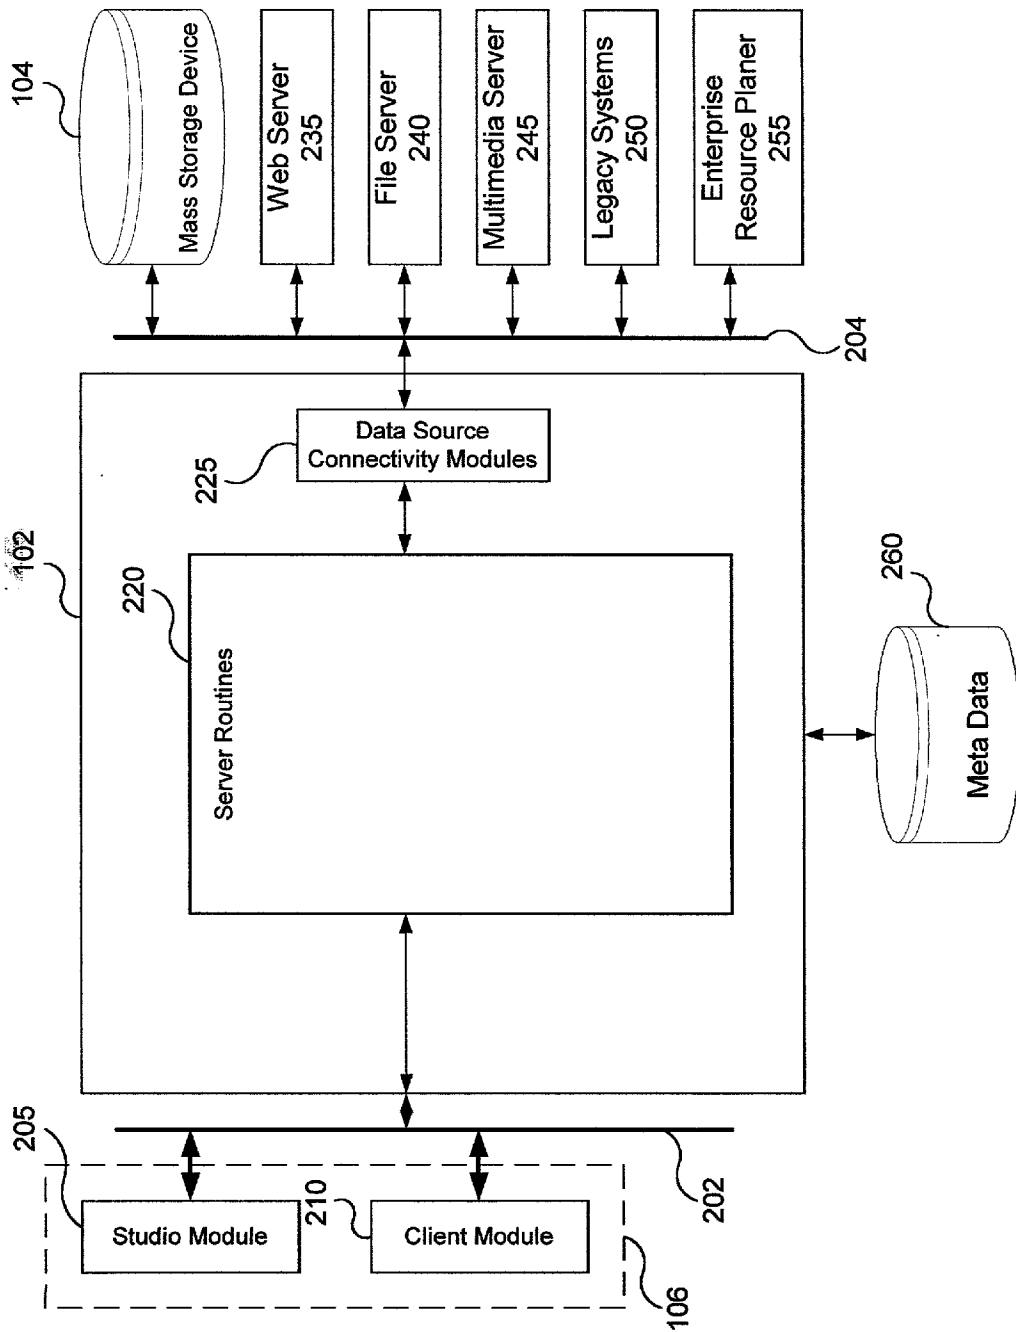 104
Mass Storage Device
Web Server
235
File Server
240
Multimedia Server
245
Legacy Systems
250
Enterprise
Resource Planer
255
204
102
225
Data Source
Connectivity Modules
220
Server Routines
260
Meta Data
205
Studio Module
210
Client Module
202
106